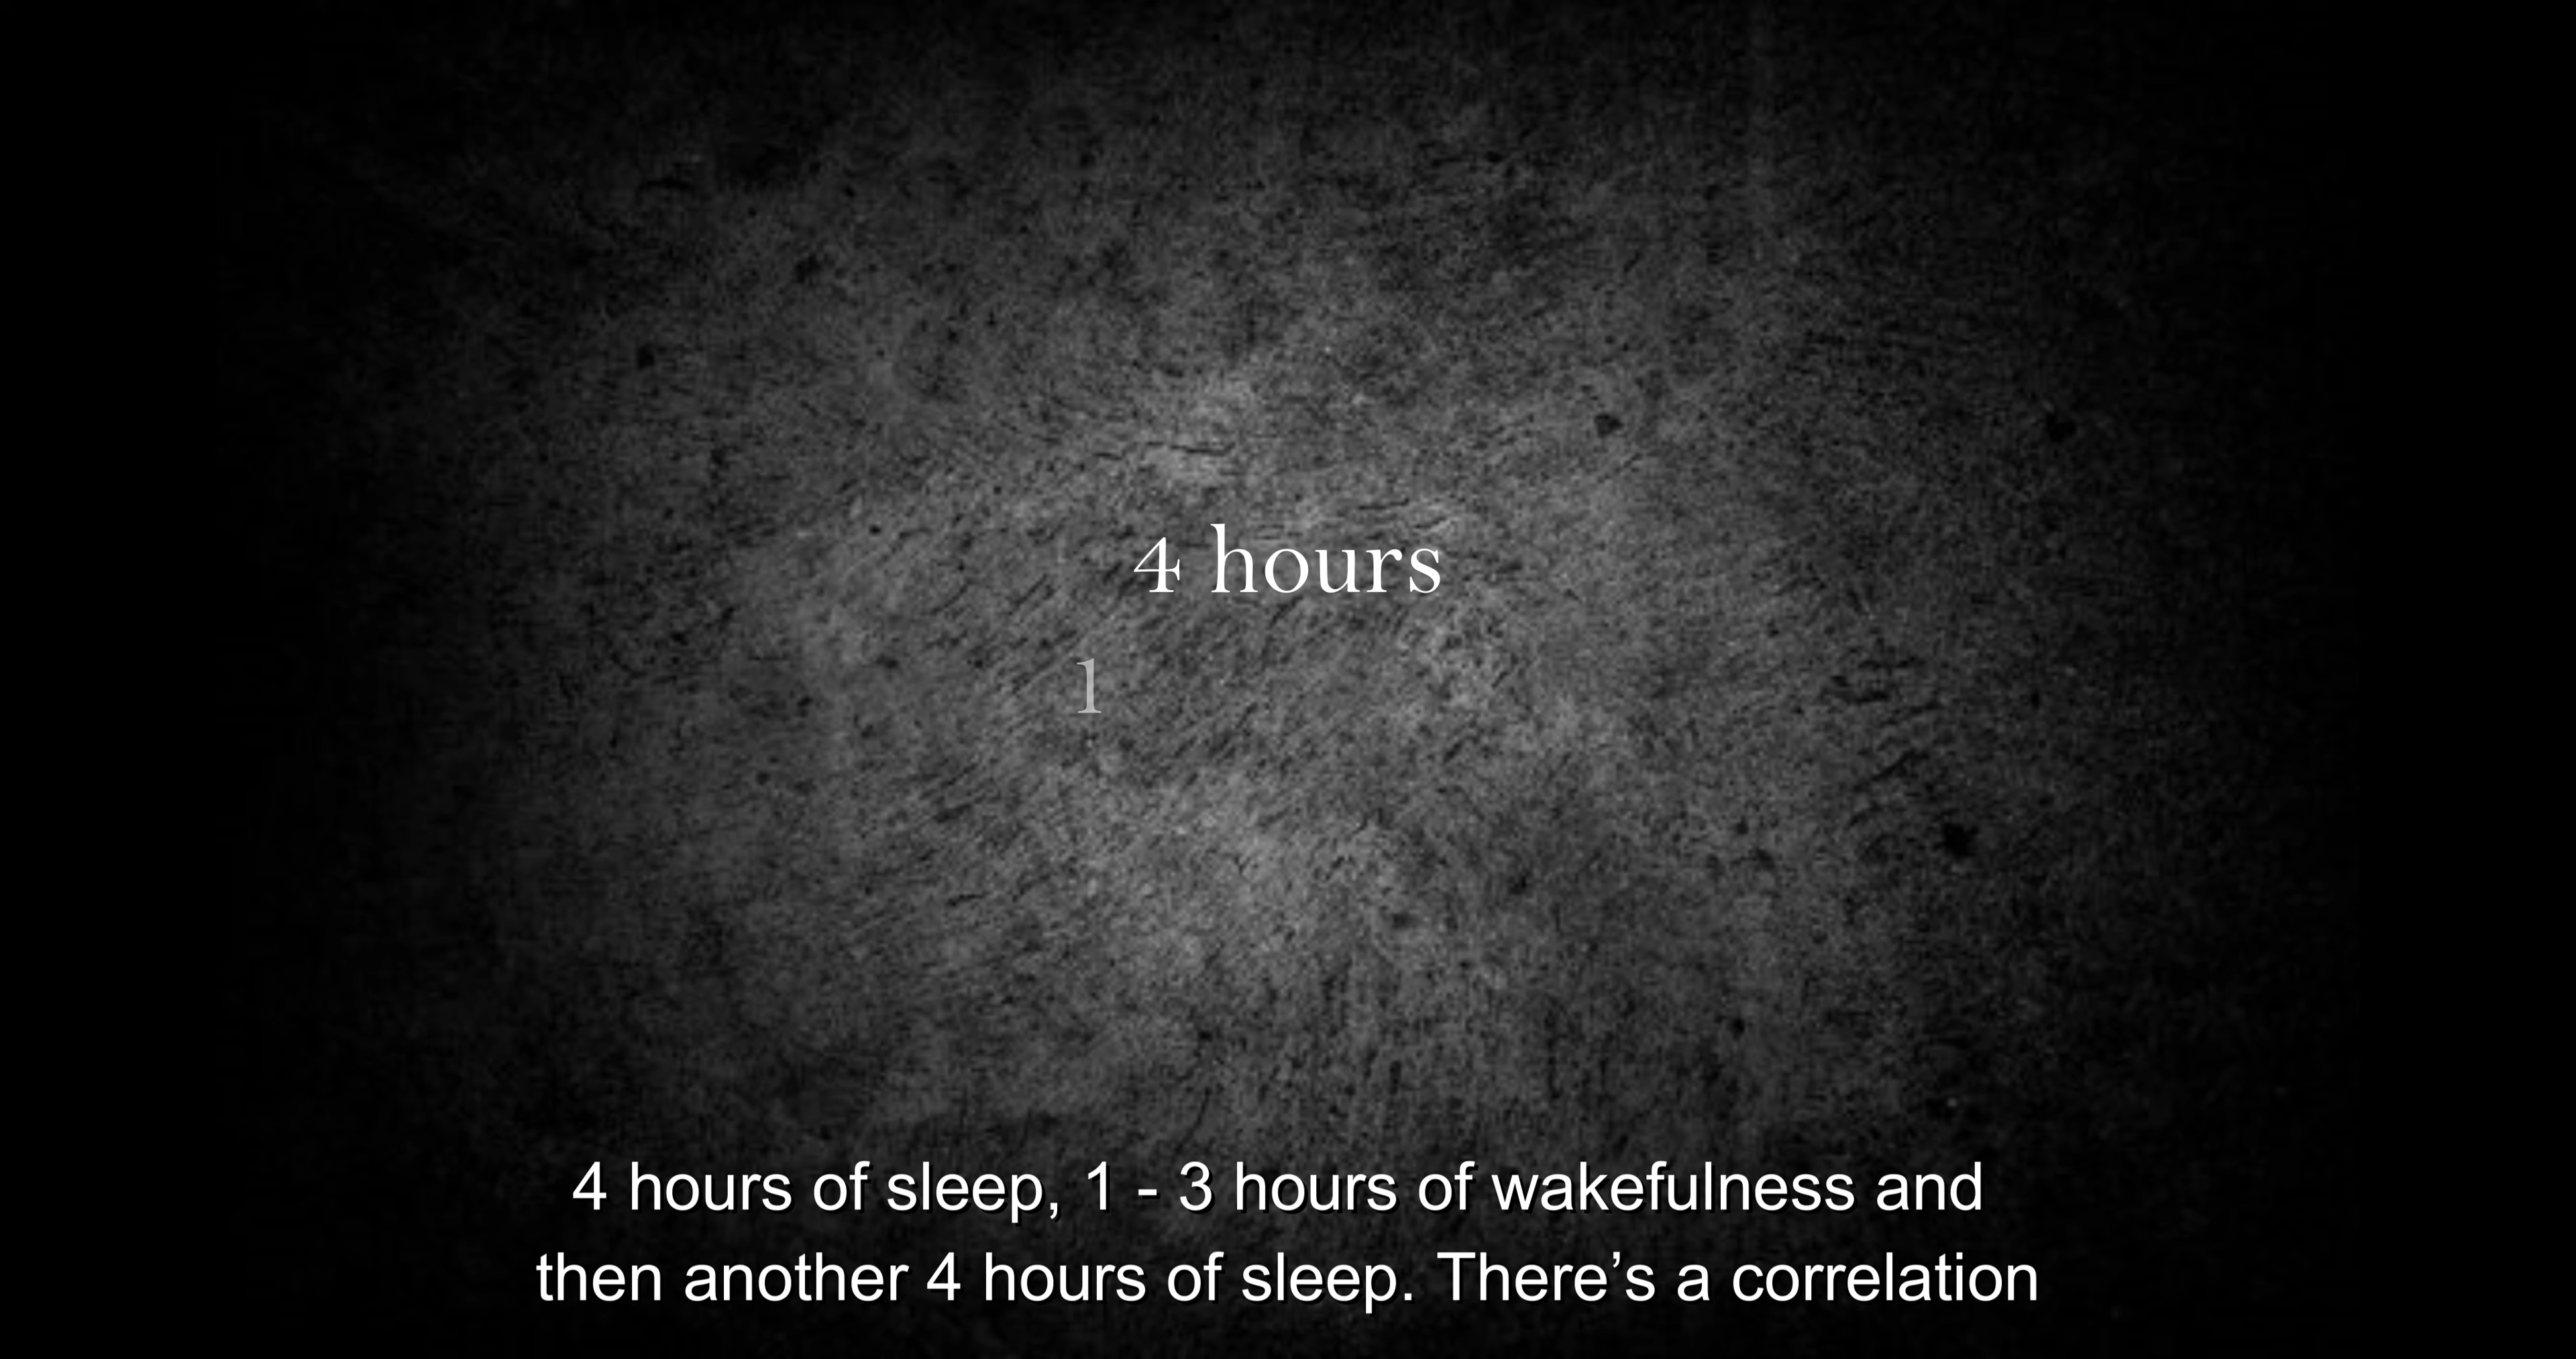 4 hours
1
4 hours of sleep, 1 - 3 hours of wakefulness and
then another 4 hours of sleep. There’s a correlation